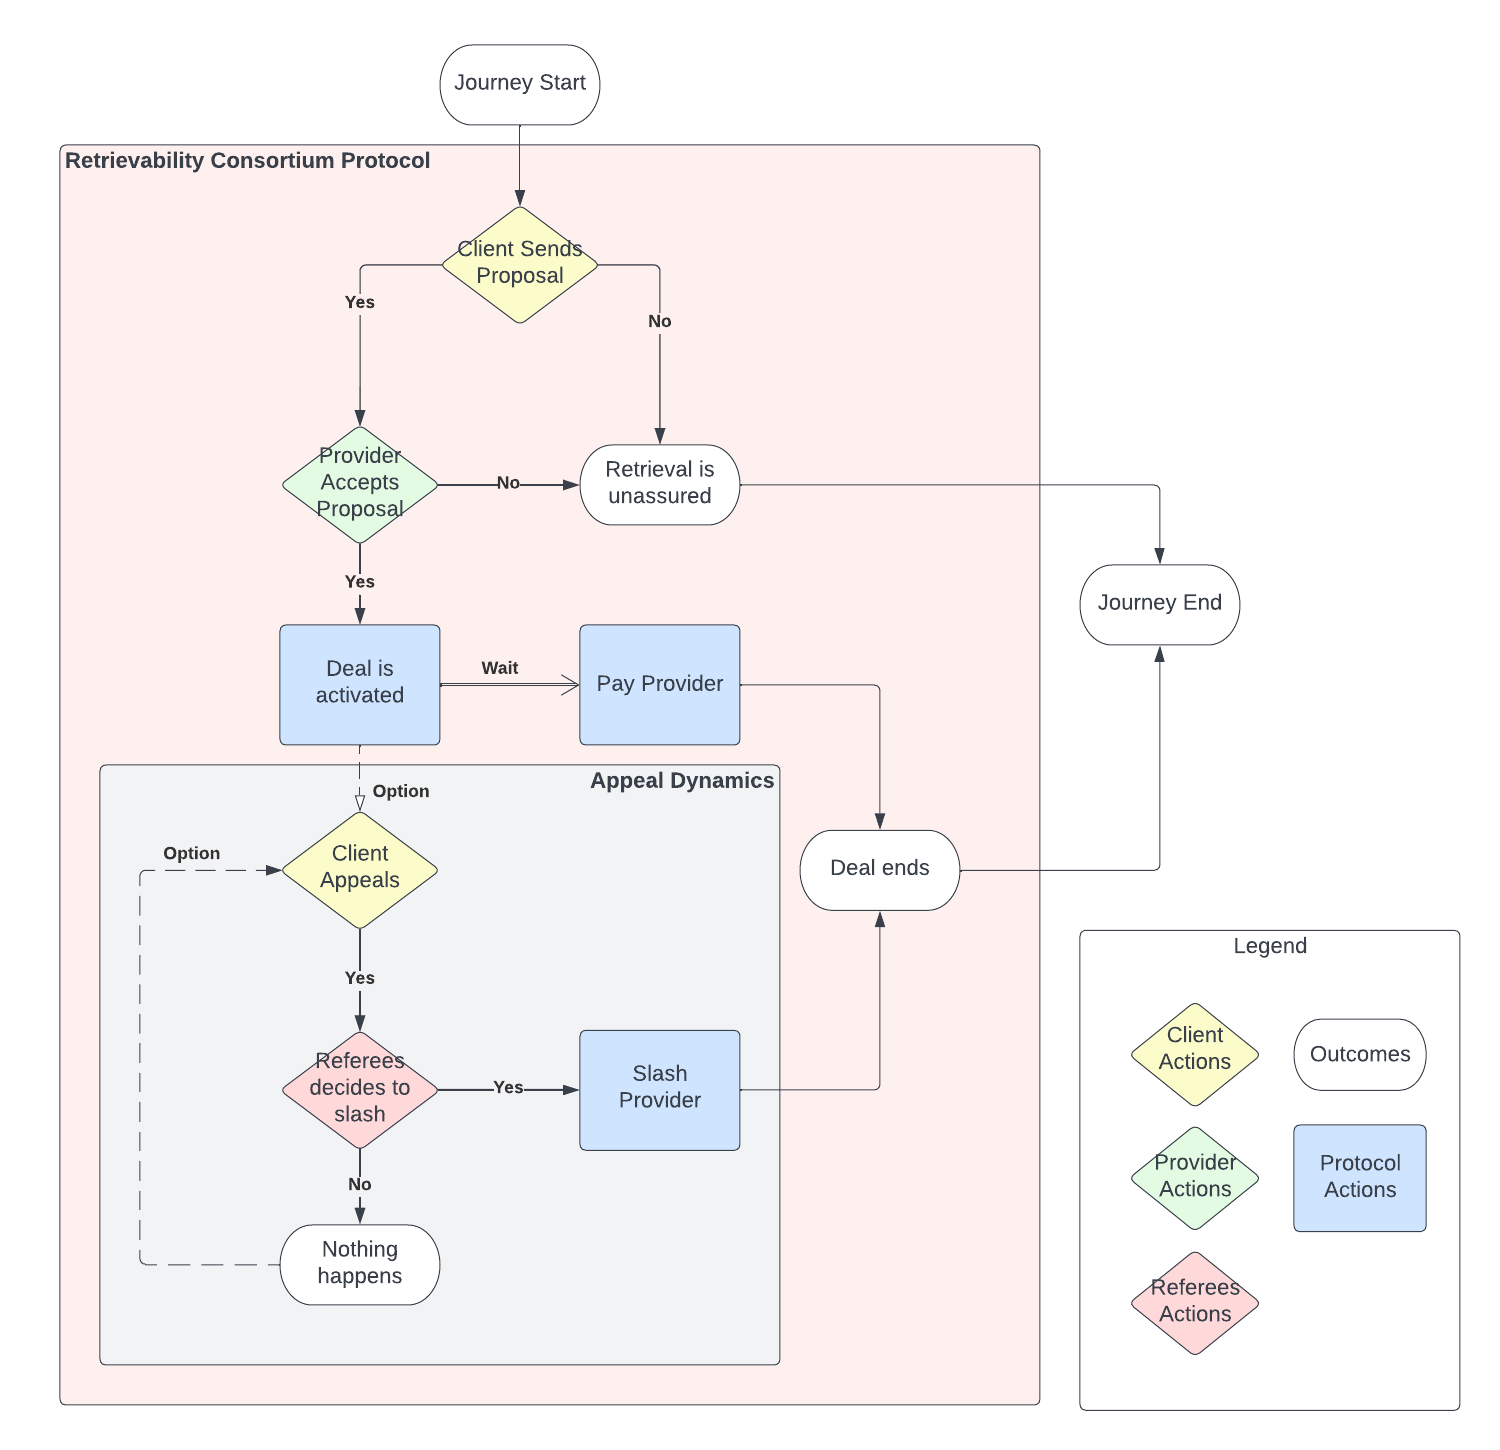 Journey Start
Retrievability Consortium Protocol
Client Sends
Proposal
Yes
No
Provider
Accepts
Proposal
No
Retrieval is
unassured
Yes
Journey End
Deal is
activated
Wait
Pay Provider
Appeal Dynamics
Option
Client
Appeals
Option
Deal ends
Yes
Referees
decides to
slash
Yes
Slash
Provider
No
Nothing
happens
Legend
Client
Actions
Outcomes
Provider
Actions
Protocol
Actions
Referees
Actions